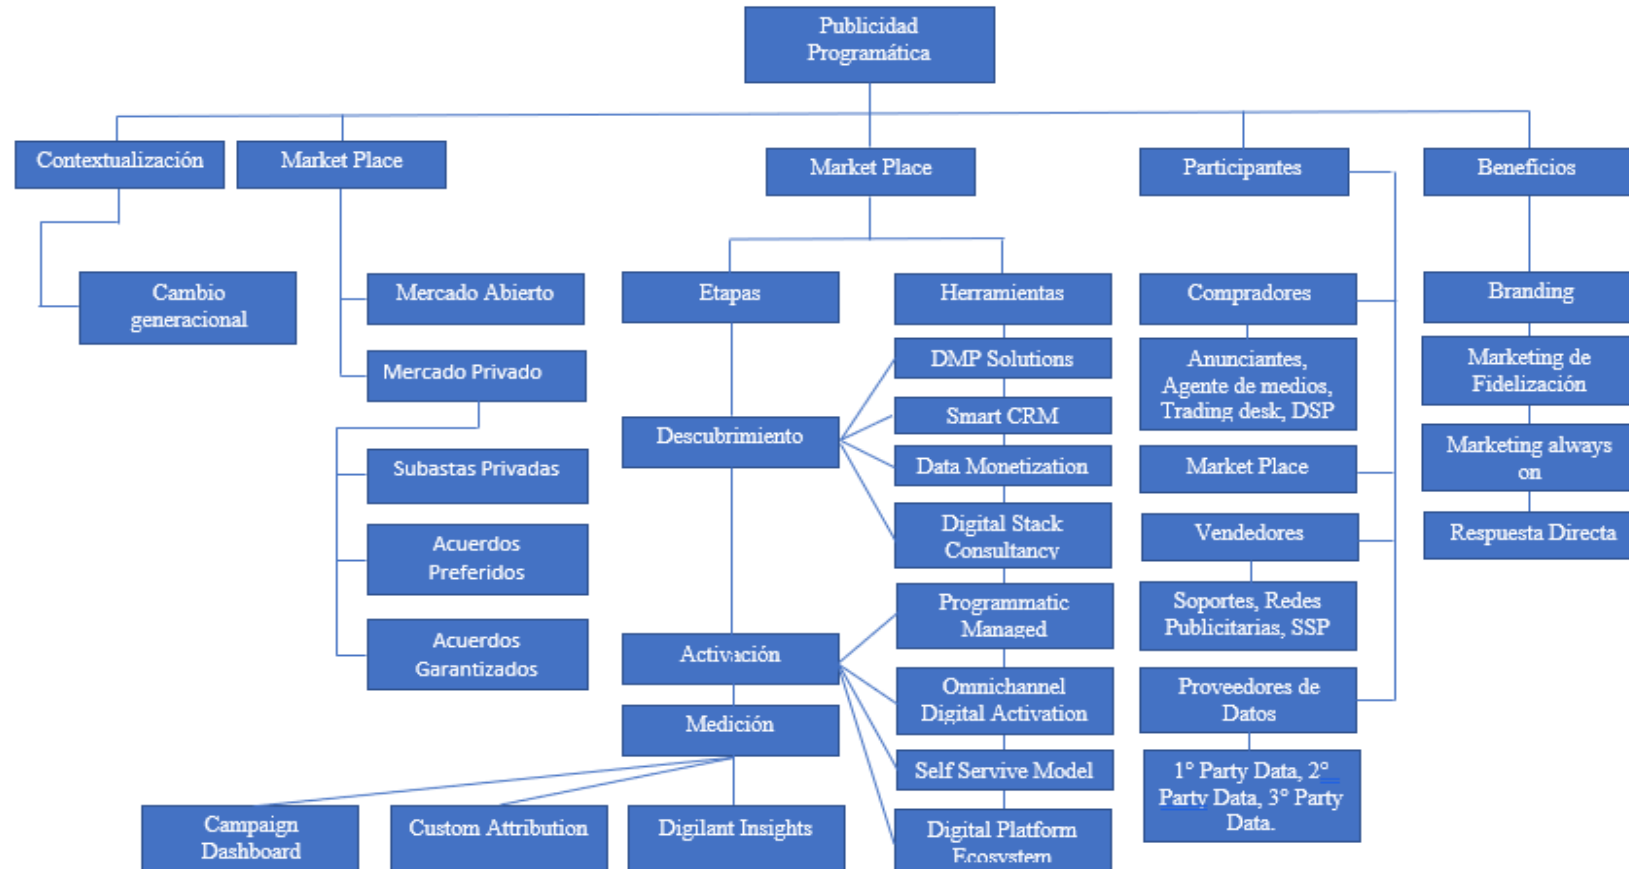 Publicidad
Programática
Contextualización
Market Place
Market Place
Participantes
Beneficios
Cambio
generacional
Mercado Abierto
Mercado Privado
Subastas Privadas
Acuerdos
Preferidos
Acuerdos
Garantizados
Etapas
Descubrimiento
Activación
Medición
Campaign
Dashboard
Custom Attribution
Digilant Insights
Herramientas
DMP Solutions
Smart CRM
Data Monetization
Digital Stack
Consultancy
Programmatic
Managed
Omnichannel
Digital Activation
Self Servive Model
Digital Platform
Ecosystem
Compradores
Anunciantes,
Agente de medios,
Trading desk, DSP
Market Place
Vendedores
Soportes, Redes
Publicitarias, SSP
Proveedores de
Datos
1° Party Data, 2°
Party Data, 3° Party
Data.
Branding
Marketing de
Fidelización
Marketing always
on
Respuesta Directa